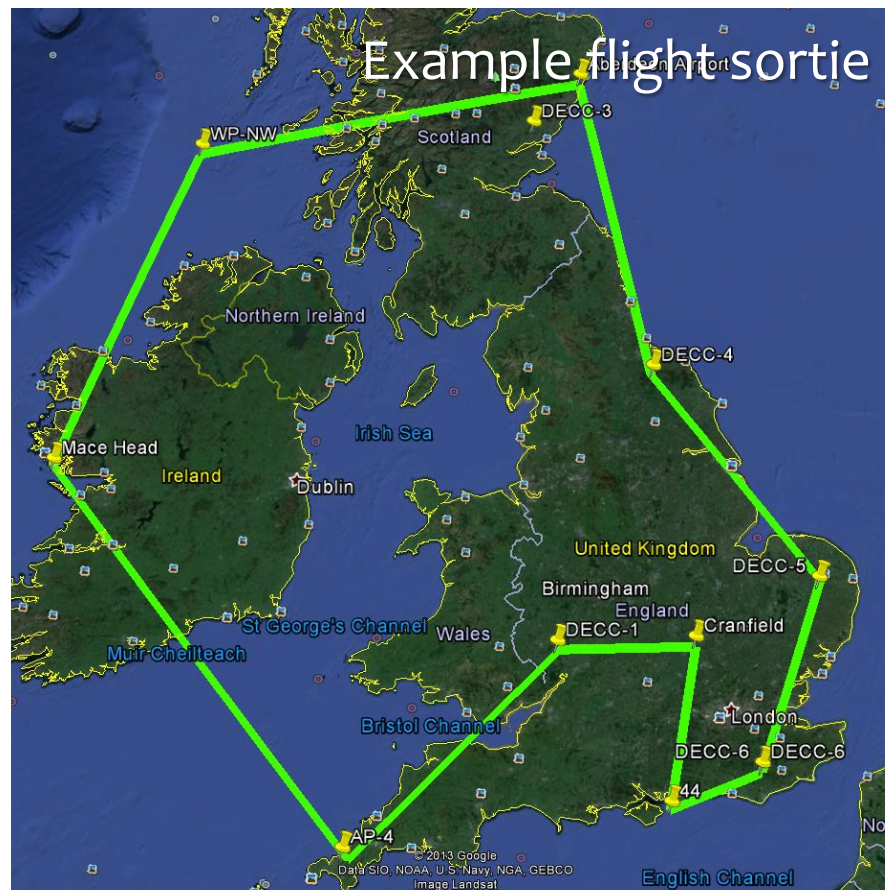 Example flight sortie
Aberdeen Airport
DECC-3
WP-NW
Scotland
Northern Ireland
DECC-4
Irish Sea
Mace Head
Ireland
Dublin
United Kingdom
DECC-5
Birmingham
England
St George's Channel
Wales
DECC-1
Cranfield
Muir Cheilteach
Bristol Channel
London
DECC-6
DECC-6
44
AP-4
No
© 2013 Google
Data SIO, NOAA, U.S. Navy, NGA, GEBCO
Image Landsat
English Channel